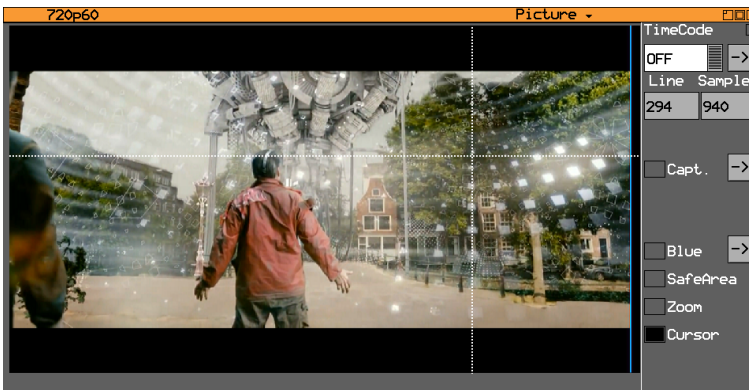 720p60
Picture
TimeCode
OFF
Line Sample
294 940
Capt.
Blue
SafeArea
Zoom
Cursor